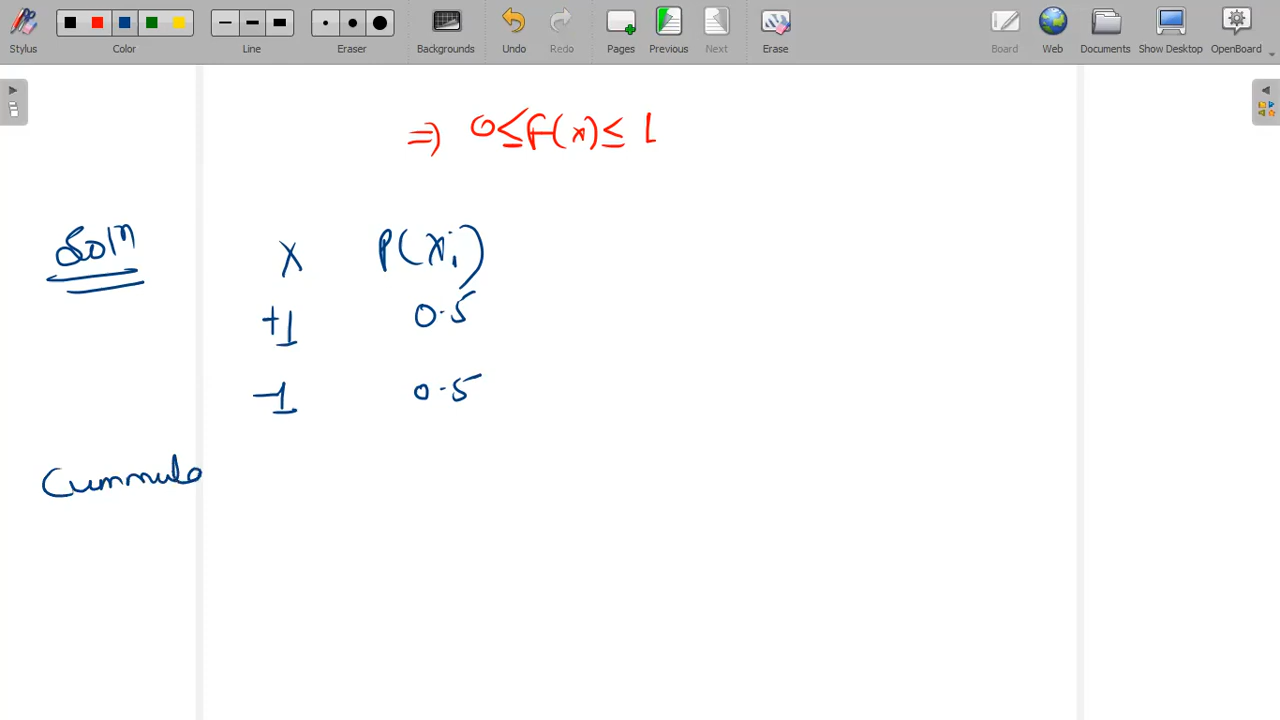 Stylus Color Line Eraser Backgrounds Undo Redo Pages Previous Next Erase Board Web Documents Show Desktop OpenBoard
⇒ 0≤F(x)≤ 1
Soln
X P(Xi)
+1 0.5
-1 0.5
Cummula